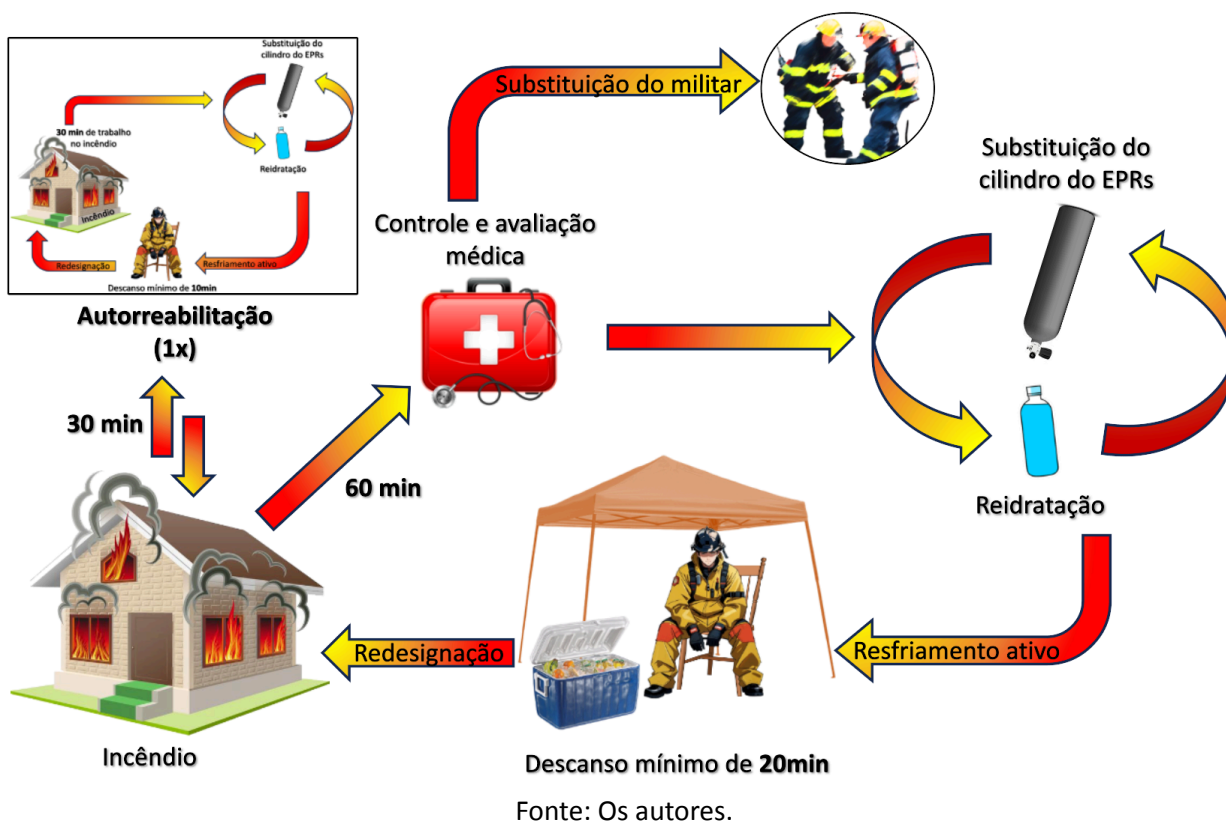 Substituição do
cilindro do EPRs
30 min de trabalho
no incêndio
Reidratação
Incêndio
Redesignação
Resfriamento ativo
Descanso mínimo de 10min
Autorreabilitação
(1x)
Substituição do militar
Controle e avaliação
médica
Substituição do
cilindro do EPRs
30 min
60 min
Reidratação
Redesignação
Resfriamento ativo
Incêndio
Descanso mínimo de 20min
Fonte: Os autores.